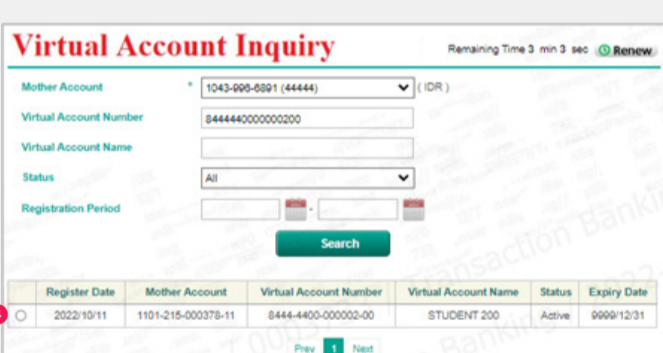 Virtual Account Inquiry
Remaining Time 3 min 3 sec Renew
Mother Account * 1043-996-6891 (44444) ( IDR )
Virtual Account Number 8444440000000200
Virtual Account Name
Status All
Registration Period -
Search
Register Date Mother Account Virtual Account Number Virtual Account Name Status Expiry Date
2022/10/11 1101-215-000378-11 8444-4400-000002-00 STUDENT 200 Active 9999/12/31
Prev 1 Next